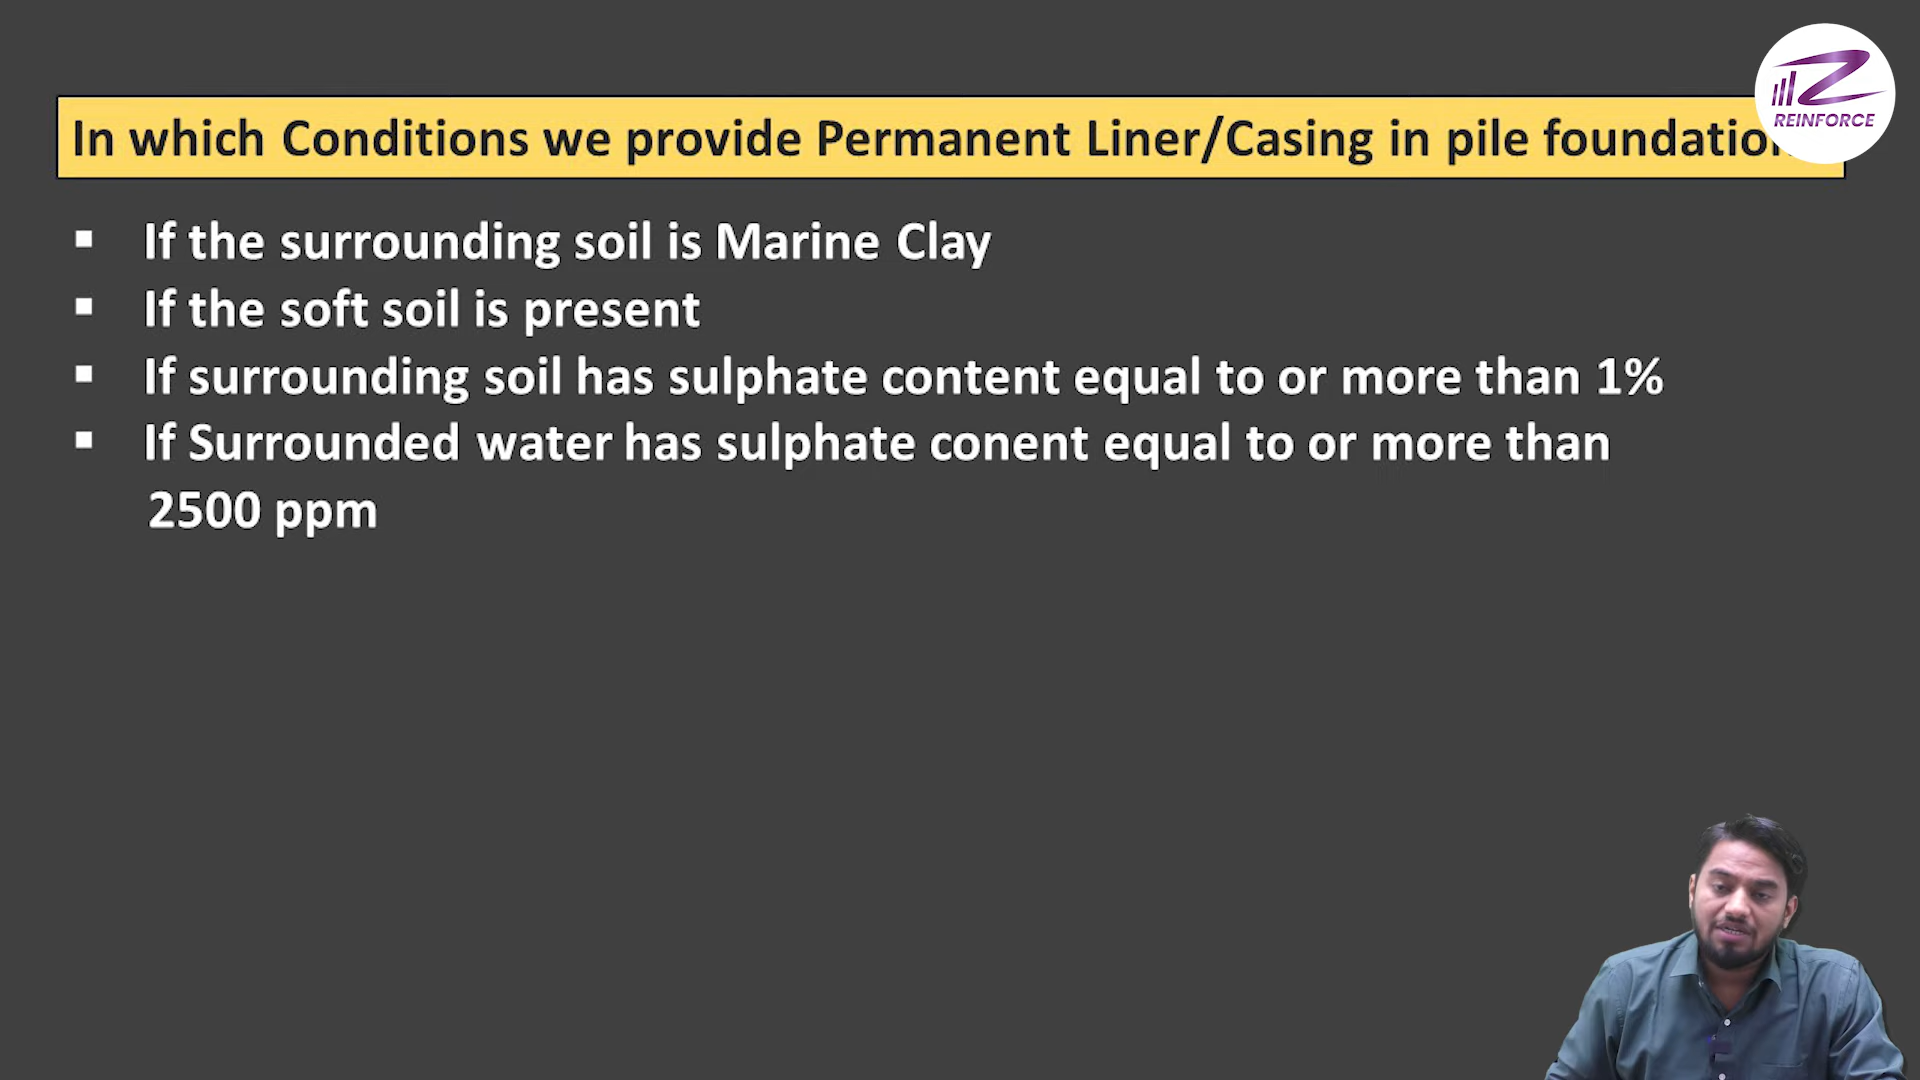 REINFORCE
In which Conditions we provide Permanent Liner/Casing in pile
▪ If the surrounding soil is Marine Clay
▪ If the soft soil is present
▪ If surrounding soil has sulphate content equal to or more than 1%
▪ If Surrounded water has sulphate conent equal to or more than
2500 ppm